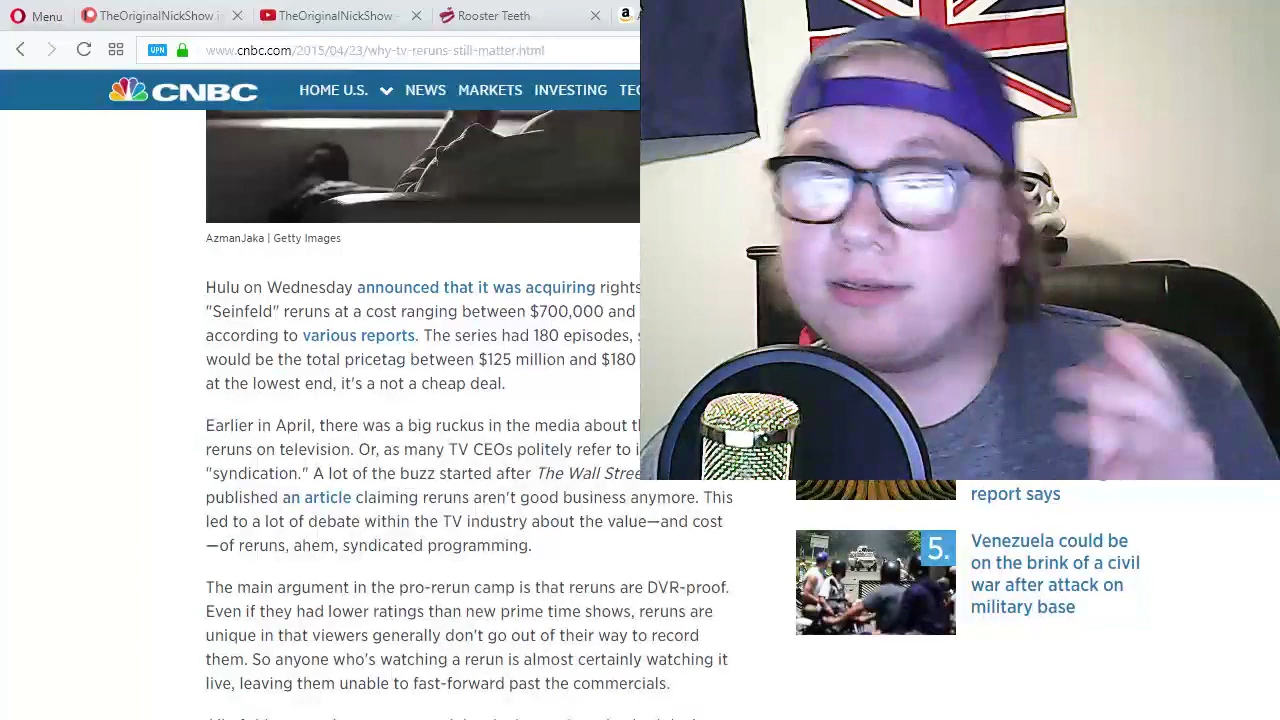 Menu
TheOriginalNickShow i
TheOriginalNickShow -
Rooster Teeth
VPN
www.cnbc.com/2015/04/23/why-tv-reruns-still-matter.html
CNBC
HOME U.S.
NEWS
MARKETS
INVESTING
AzmanJaka | Getty Images
Hulu on Wednesday announced that it was acquiring rights
"Seinfeld" reruns at a cost ranging between $700,000 and
according to various reports. The series had 180 episodes,
would be the total pricetag between $125 million and $180
at the lowest end, it's a not a cheap deal.
Earlier in April, there was a big ruckus in the media about
reruns on television. Or, as many TV CEOs politely refer to
"syndication." A lot of the buzz started after The Wall
published an article claiming reruns aren't good business anymore. This
led to a lot of debate within the TV industry about the value—and cost
—of reruns, ahem, syndicated programming.
The main argument in the pro-rerun camp is that reruns are DVR-proof.
Even if they had lower ratings than new prime time shows, reruns are
unique in that viewers generally don't go out of their way to record
them. So anyone who's watching a rerun is almost certainly watching it
live, leaving them unable to fast-forward past the commercials.
report says
5.
Venezuela could be
on the brink of a civil
war after attack on
military base